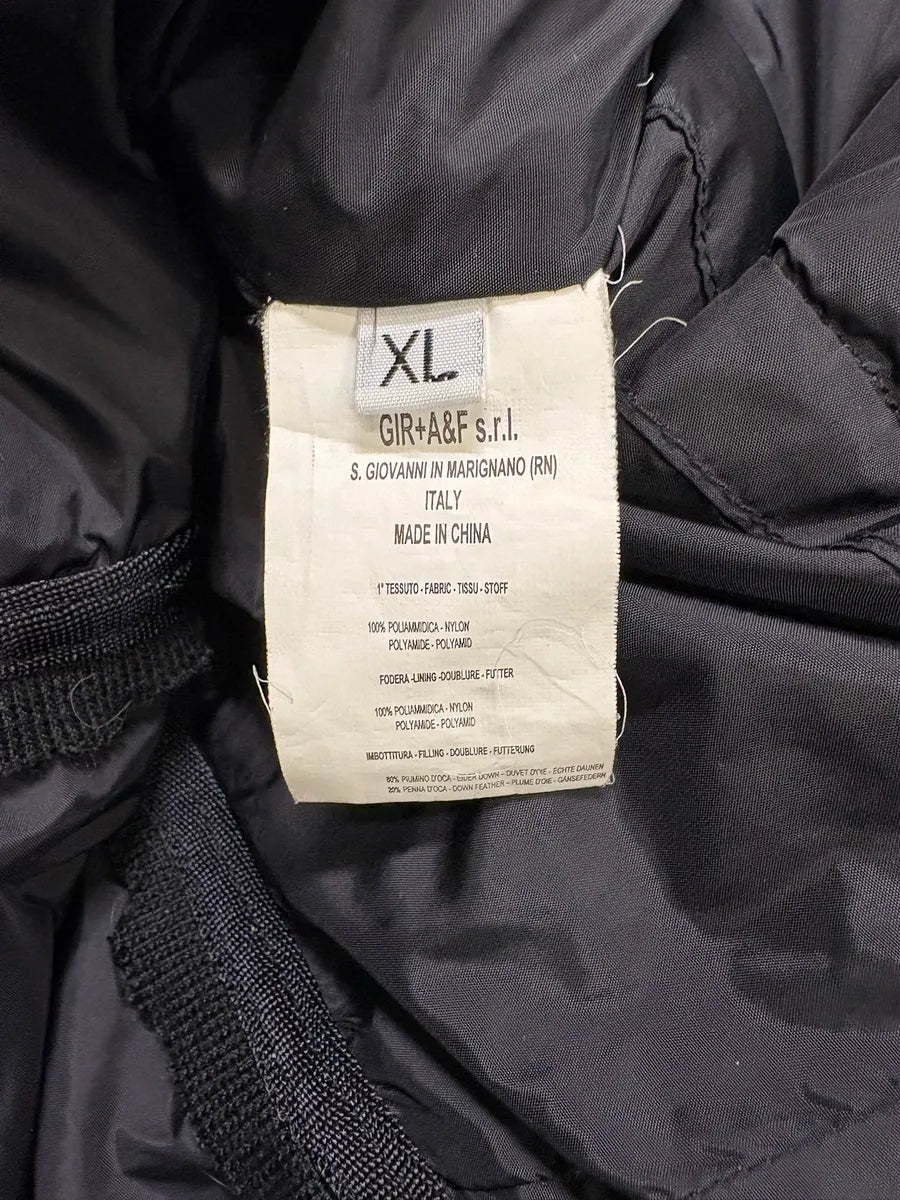 XL
GIR+A&F s.r.l.
S. GIOVANNI IN MARIGNANO (RN)
ITALY
MADE IN CHINA
1° TESSUTO - FABRIC - TISSU - STOFF
100% POLIAMMIDICA - NYLON
POLYAMIDE - POLYAMID
FODERA -LINING -DOUBLURE - FUTTER
100% POLIAMMIDICA - NYLON
POLYAMIDE - POLYAMID
IMBOTTITURA - FILLING - DOUBLURE - FUTTERUNG
80% PIUMINO D'OCA - EIDER DOWN – DUVET D'OIE - ECHTE DAUNEN
20% PENNA D'OCA - DOWN FEATHER – PLUME D'OIE - GÄNSEFEDERN